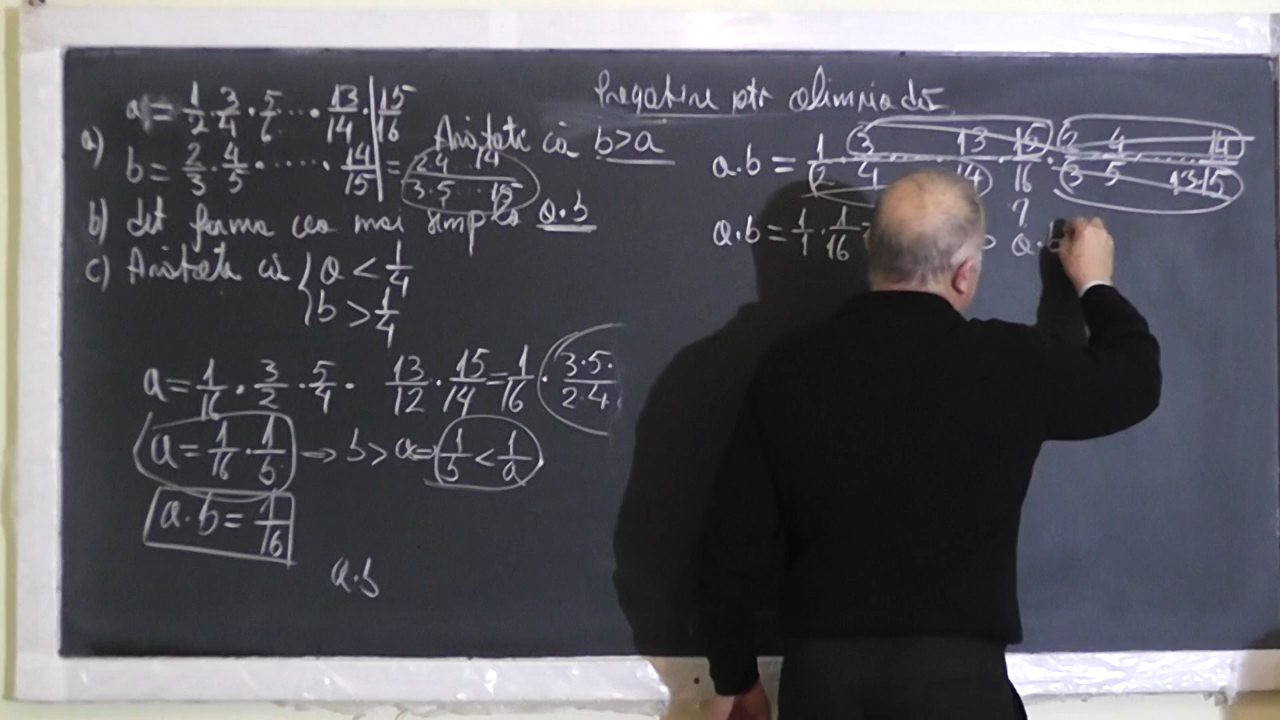 Pregatire ptr olimpiadă
a = 1/2 · 3/4 · 5/6 ··· 13/14 · 15/16
a)
Arătați că b>a
b = 2/3 · 4/5 · ····· 14/15 = 2·4 ... 14 / 3·5 ... 15
b) det forma cea mai simplă a.b
c) Arătați că { a < 1/4
b > 1/4
a = 1/16 · 3/2 · 5/4 · 13/12 · 15/14 = 1/16 · 3·5· / 2·4
a = 1/16 · 1/b → b > a ⇒ 1/b < 1/a
a.b = 1/16
a.b
a.b = 1/2 · 3/4 ... 13/14 · 15/16 · 2/3 · 4/5 ... 14 / 13·15
?
a.b = 1/1 · 1/16
a.b